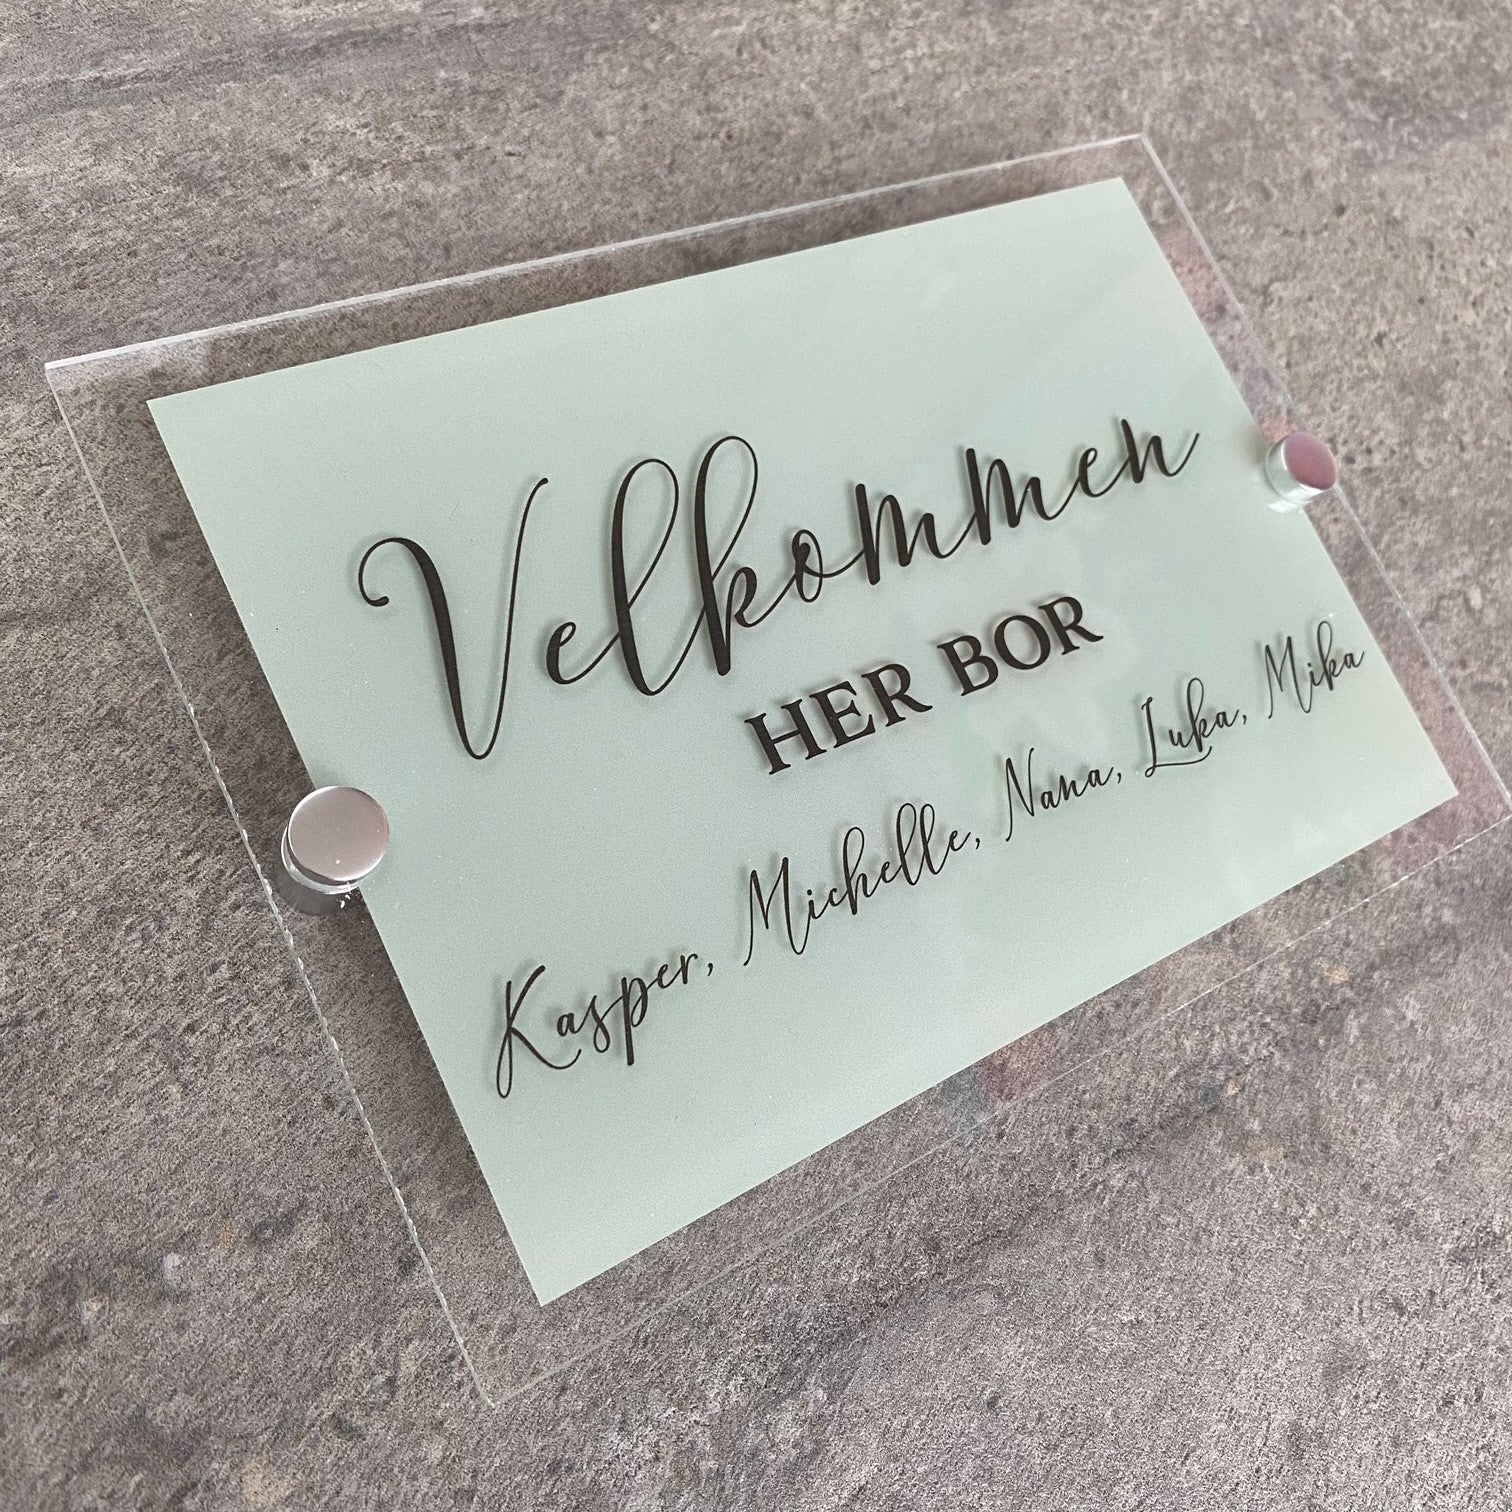 Velkommen
HER BOR
Kasper, Michelle, Nana, Luka, Mika